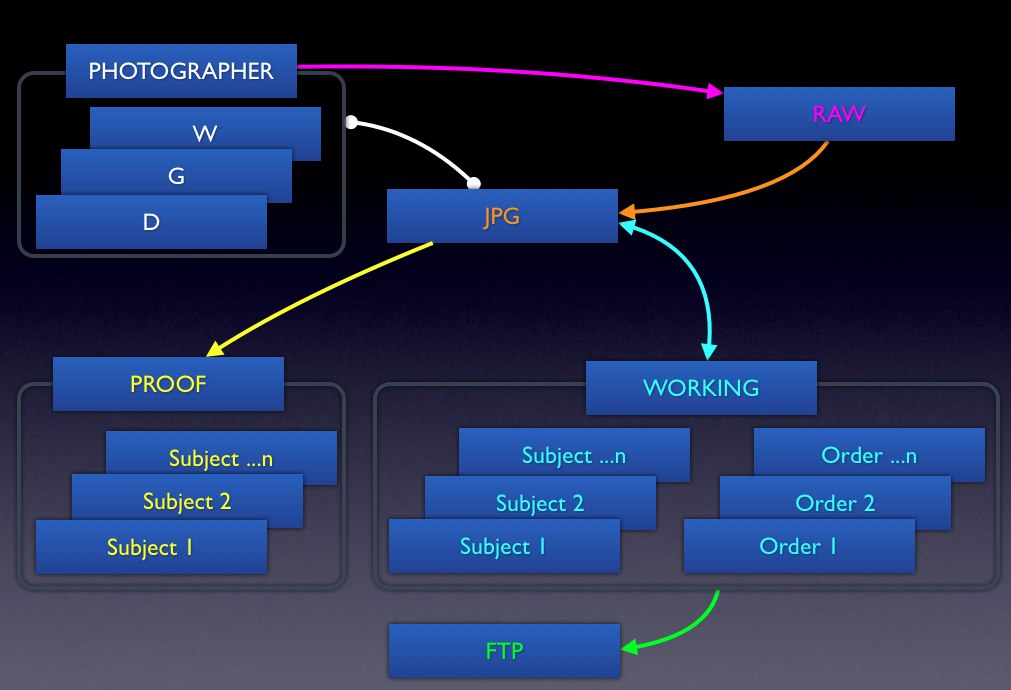 PHOTOGRAPHER
W
G
D
RAW
JPG
PROOF
Subject ...n
Subject 2
Subject 1
WORKING
Subject ...n
Subject 2
Subject 1
Order ...n
Order 2
Order 1
FTP